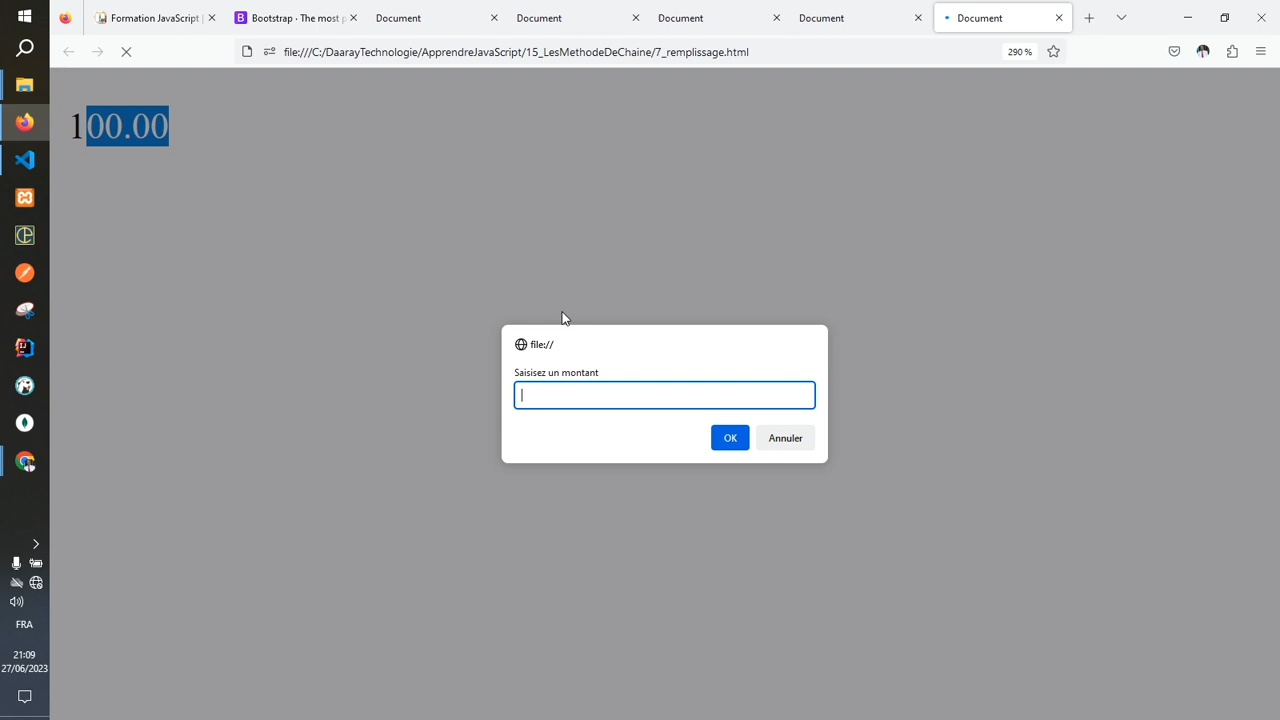 Formation JavaScript |
Bootstrap · The most p
Document
Document
Document
Document
Document
file:///C:/DaarayTechnologie/ApprendreJavaScript/15_LesMethodeDeChaine/7_remplissage.html
290 %
100.00
file://
Saisisez un montant
OK
Annuler
FRA
21:09
27/06/2023